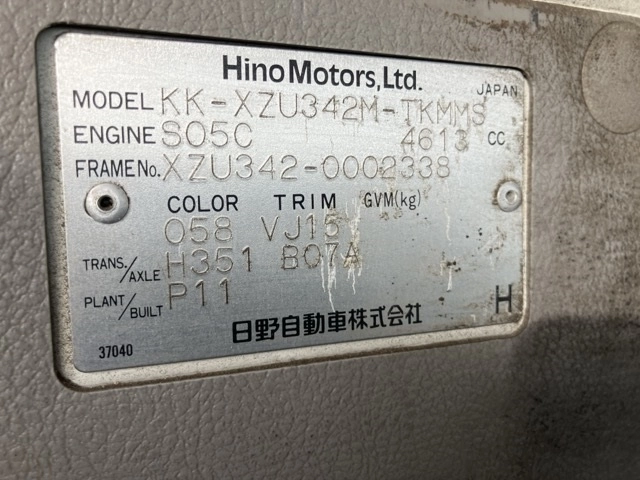 Hino Motors, Ltd.
JAPAN
MODEL KK-XZU342M-TKMMS
ENGINE S05C 4613 CC
FRAME No. XZU342-0002338
COLOR TRIM GVM(kg)
058 VJ15
TRANS./AXLE H351 B07A
PLANT/BUILT P11
H
日野自動車株式会社
37040